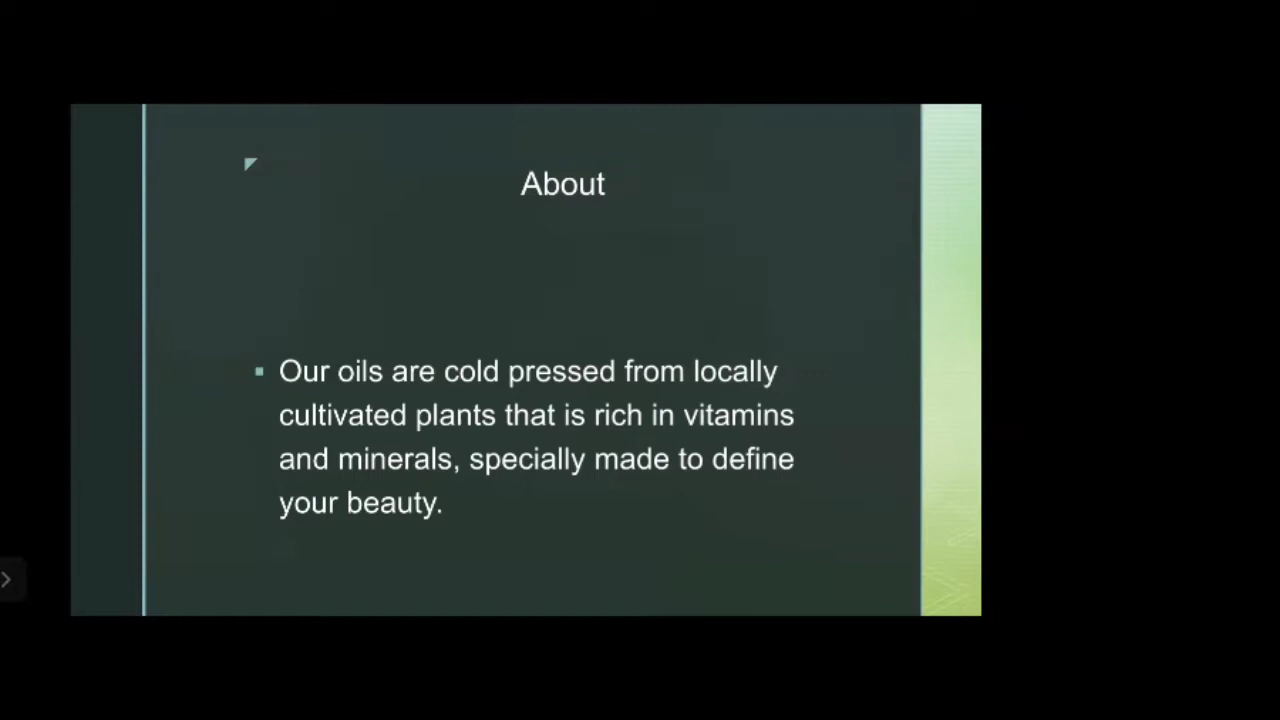 About
Our oils are cold pressed from locally
cultivated plants that is rich in vitamins
and minerals, specially made to define
your beauty.